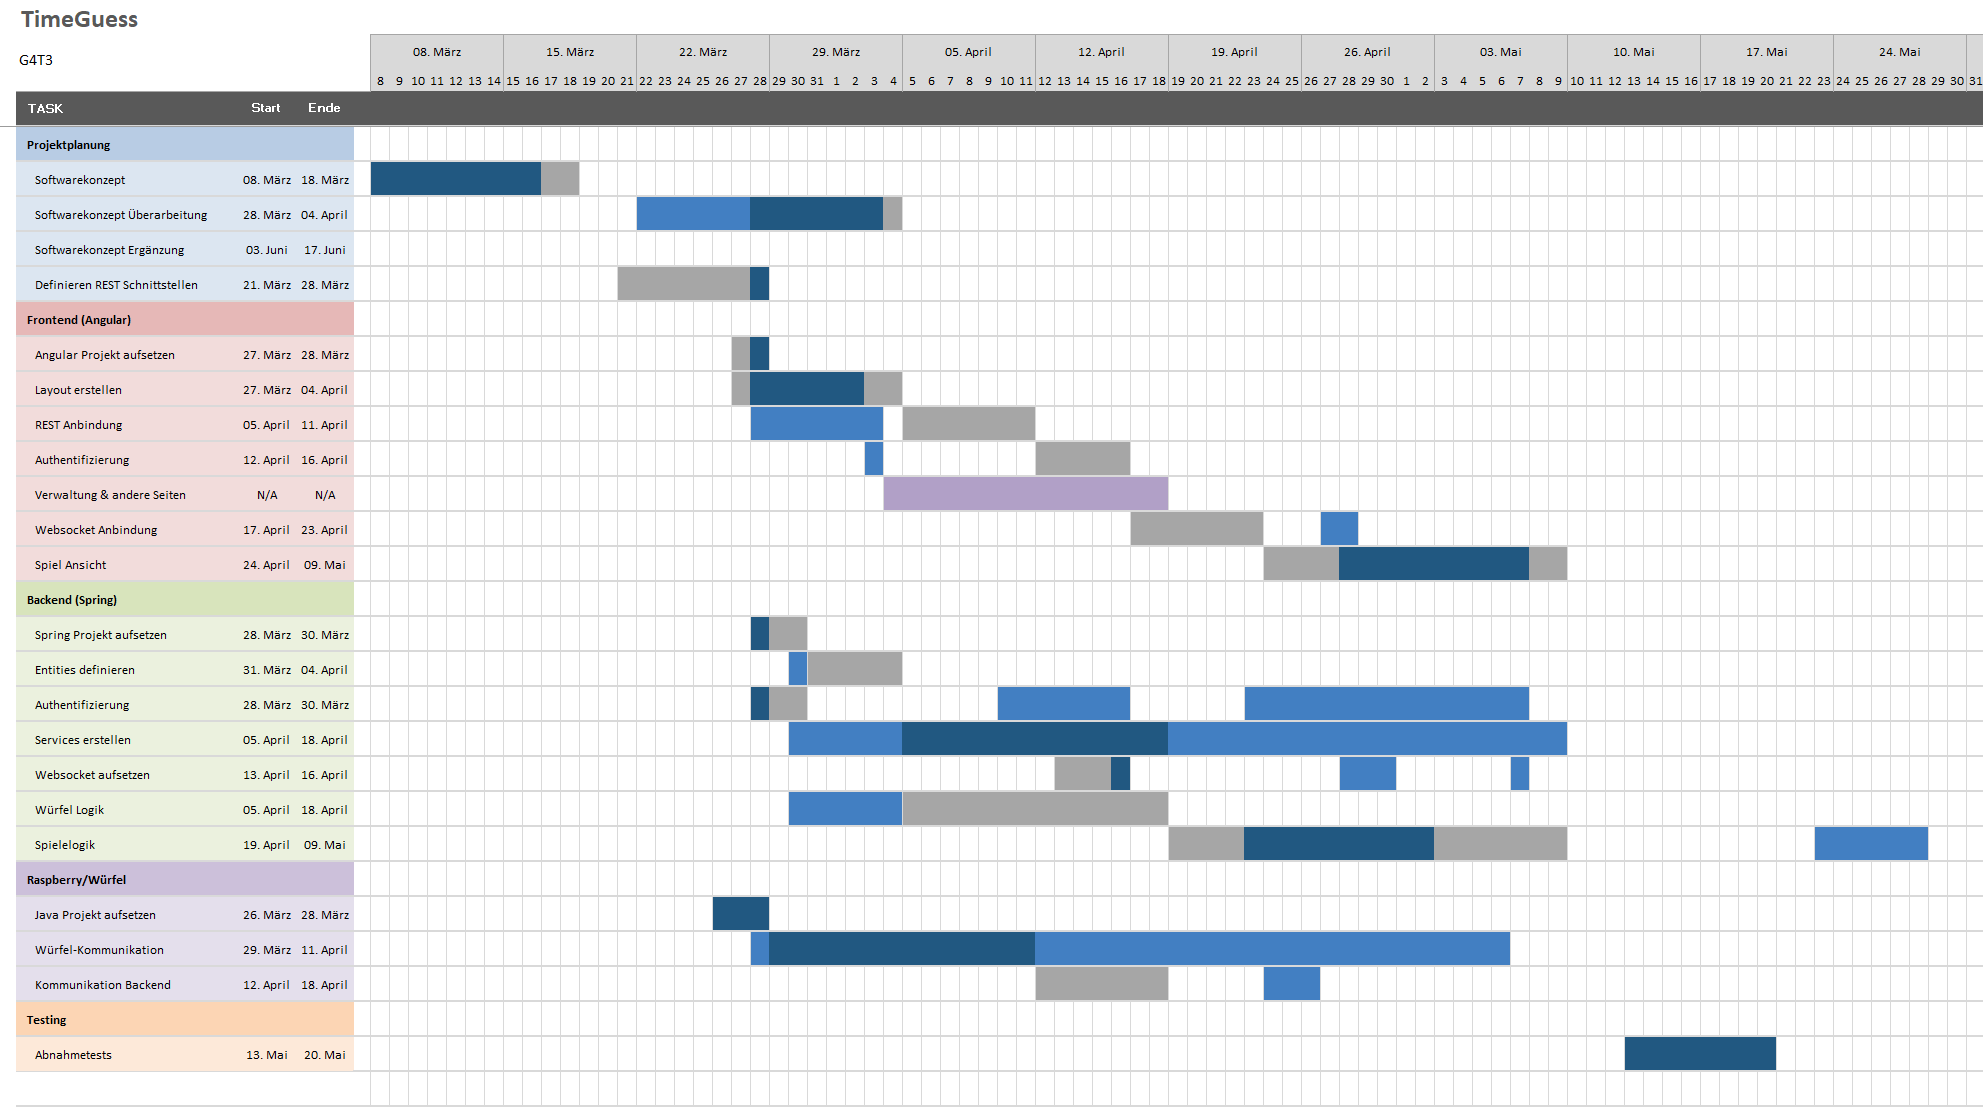 TimeGuess
G4T3
08. März 15. März 22. März 29. März 05. April 12. April 19. April 26. April 03. Mai 10. Mai 17. Mai 24. Mai
8 9 10 11 12 13 14 15 16 17 18 19 20 21 22 23 24 25 26 27 28 29 30 31 1 2 3 4 5 6 7 8 9 10 11 12 13 14 15 16 17 18 19 20 21 22 23 24 25 26 27 28 29 30 1 2 3 4 5 6 7 8 9 10 11 12 13 14 15 16 17 18 19 20 21 22 23 24 25 26 27 28 29 30 31
TASK Start Ende
Projektplanung
Softwarekonzept 08. März 18. März
Softwarekonzept Überarbeitung 28. März 04. April
Softwarekonzept Ergänzung 03. Juni 17. Juni
Definieren REST Schnittstellen 21. März 28. März
Frontend (Angular)
Angular Projekt aufsetzen 27. März 28. März
Layout erstellen 27. März 04. April
REST Anbindung 05. April 11. April
Authentifizierung 12. April 16. April
Verwaltung & andere Seiten N/A N/A
Websocket Anbindung 17. April 23. April
Spiel Ansicht 24. April 09. Mai
Backend (Spring)
Spring Projekt aufsetzen 28. März 30. März
Entities definieren 31. März 04. April
Authentifizierung 28. März 30. März
Services erstellen 05. April 18. April
Websocket aufsetzen 13. April 16. April
Würfel Logik 05. April 18. April
Spielelogik 19. April 09. Mai
Raspberry/Würfel
Java Projekt aufsetzen 26. März 28. März
Würfel-Kommunikation 29. März 11. April
Kommunikation Backend 12. April 18. April
Testing
Abnahmetests 13. Mai 20. Mai